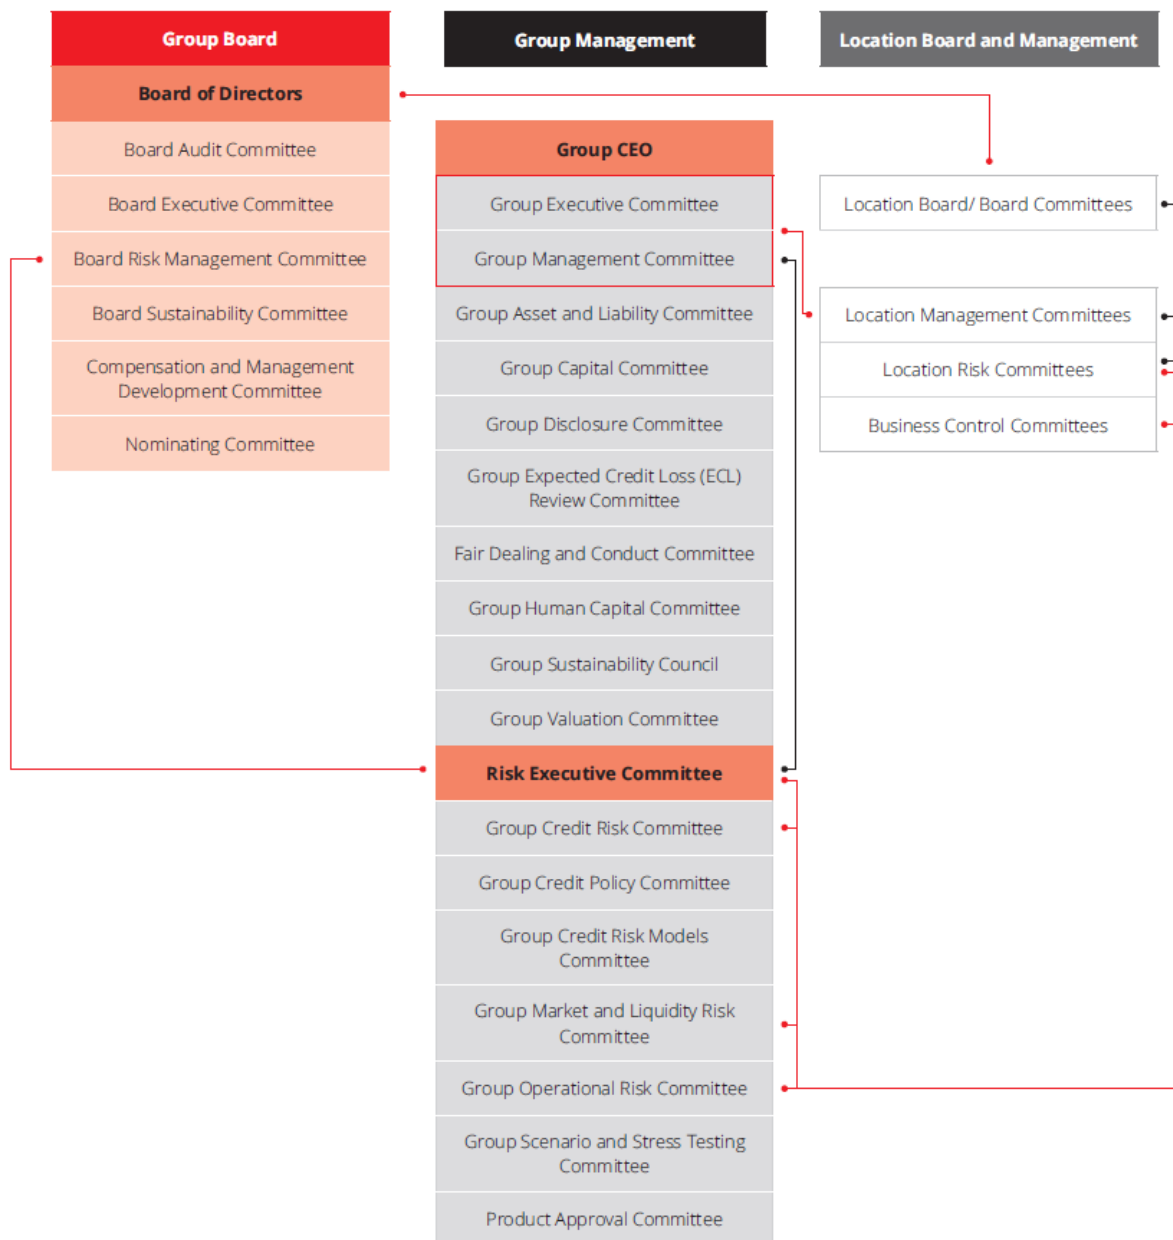 Group Board
Board of Directors
Board Audit Committee
Board Executive Committee
Board Risk Management Committee
Board Sustainability Committee
Compensation and Management
Development Committee
Nominating Committee
Group Management
Group CEO
Group Executive Committee
Group Management Committee
Group Asset and Liability Committee
Group Capital Committee
Group Disclosure Committee
Group Expected Credit Loss (ECL)
Review Committee
Fair Dealing and Conduct Committee
Group Human Capital Committee
Group Sustainability Council
Group Valuation Committee
Risk Executive Committee
Group Credit Risk Committee
Group Credit Policy Committee
Group Credit Risk Models
Committee
Group Market and Liquidity Risk
Committee
Group Operational Risk Committee
Group Scenario and Stress Testing
Committee
Product Approval Committee
Location Board and Management
Location Board/ Board Committees
Location Management Committees
Location Risk Committees
Business Control Committees